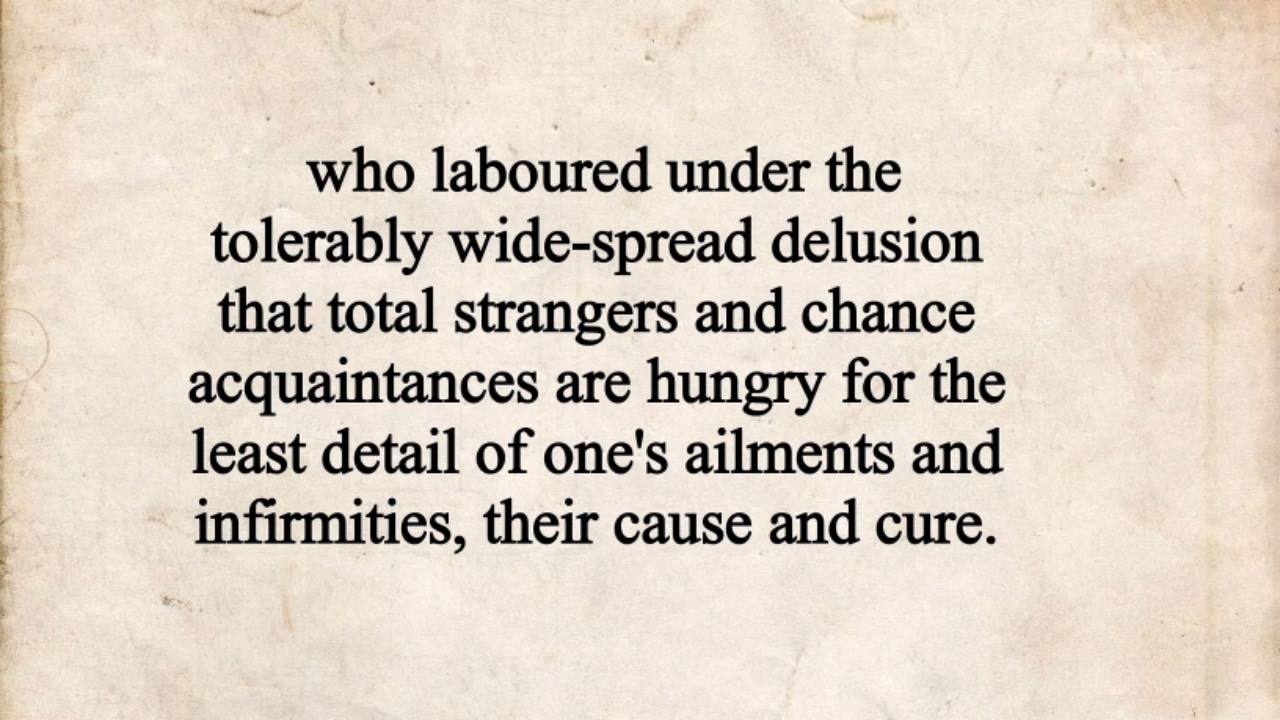 who laboured under the
tolerably wide-spread delusion
that total strangers and chance
acquaintances are hungry for the
least detail of one's ailments and
infirmities, their cause and cure.